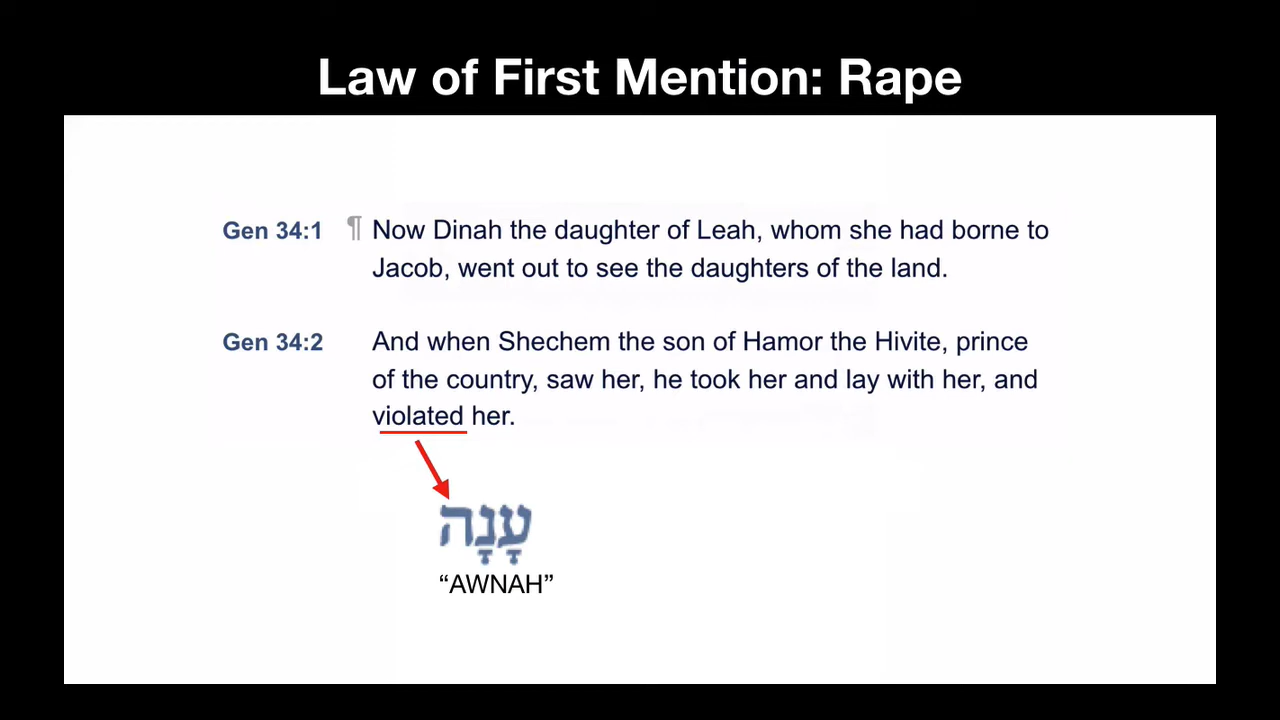 Law of First Mention: Rape
Gen 34:1 ¶ Now Dinah the daughter of Leah, whom she had borne to
Jacob, went out to see the daughters of the land.
Gen 34:2 And when Shechem the son of Hamor the Hivite, prince
of the country, saw her, he took her and lay with her, and
violated her.
עָנָה
“AWNAH”